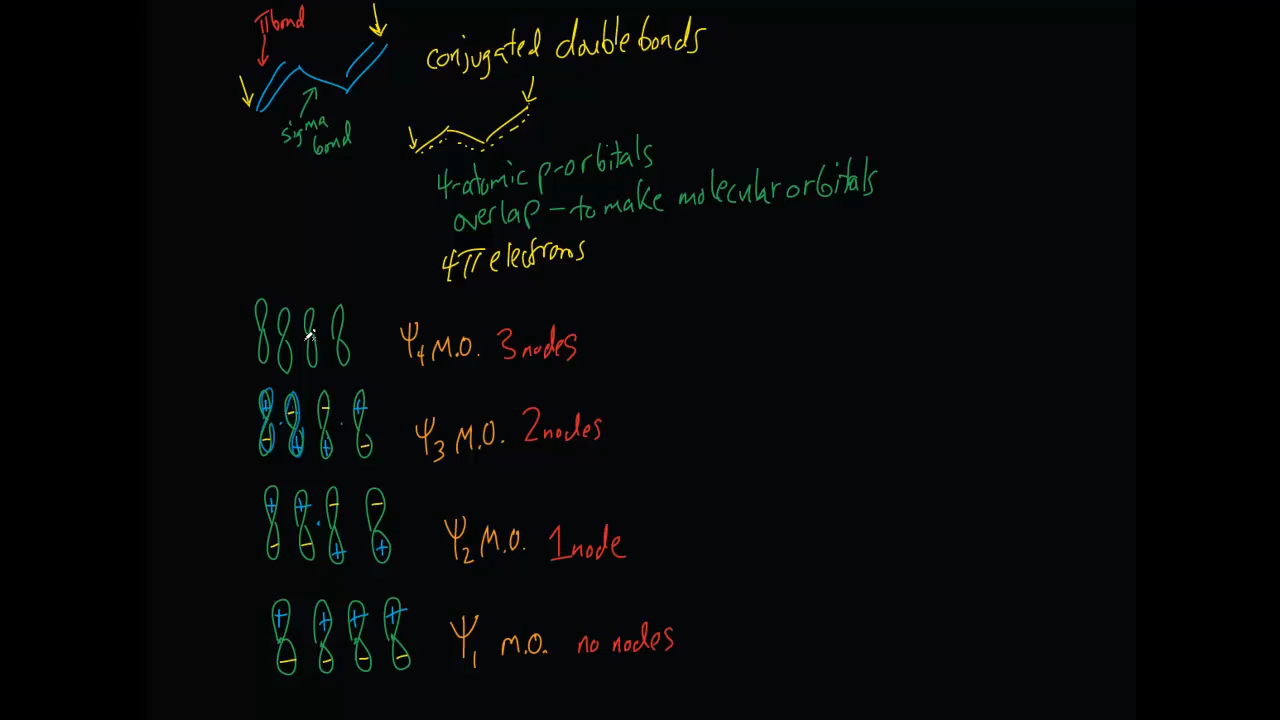 πbond
conjugated double bonds
sigma
bond
4-atomic p-orbitals
overlap - to make molecular orbitals
4π electrons
Ψ4 M.O. 3 nodes
+ - - +
- + + -
Ψ3 M.O. 2 nodes
+ + - -
- - + +
Ψ2 M.O. 1 node
+ + + +
- - - -
Ψ1 M.O. no nodes